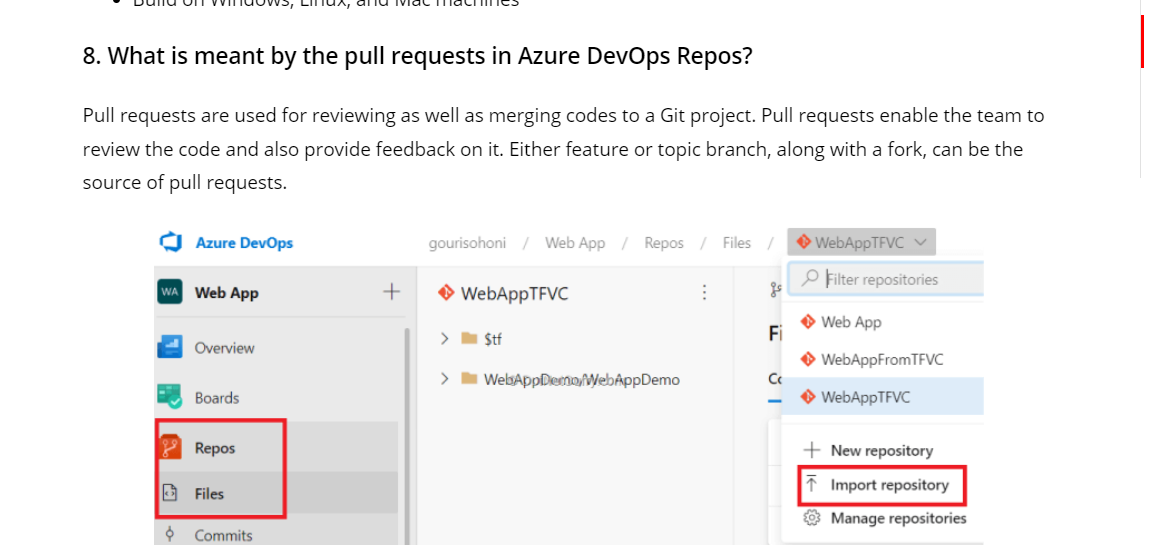 Build on Windows, Linux, and Mac machines
8. What is meant by the pull requests in Azure DevOps Repos?
Pull requests are used for reviewing as well as merging codes to a Git project. Pull requests enable the team to
review the code and also provide feedback on it. Either feature or topic branch, along with a fork, can be the
source of pull requests.
Azure DevOps
gourisohoni / Web App / Repos / Files / WebAppTFVC
Filter repositories
WA Web App
WebAppTFVC
Web App
Overview
$tf
Fi
WebAppFromTFVC
WebAppDemo/WebAppDemo
Co
WebAppTFVC
Boards
Repos
New repository
Files
Import repository
Manage repositories
Commits